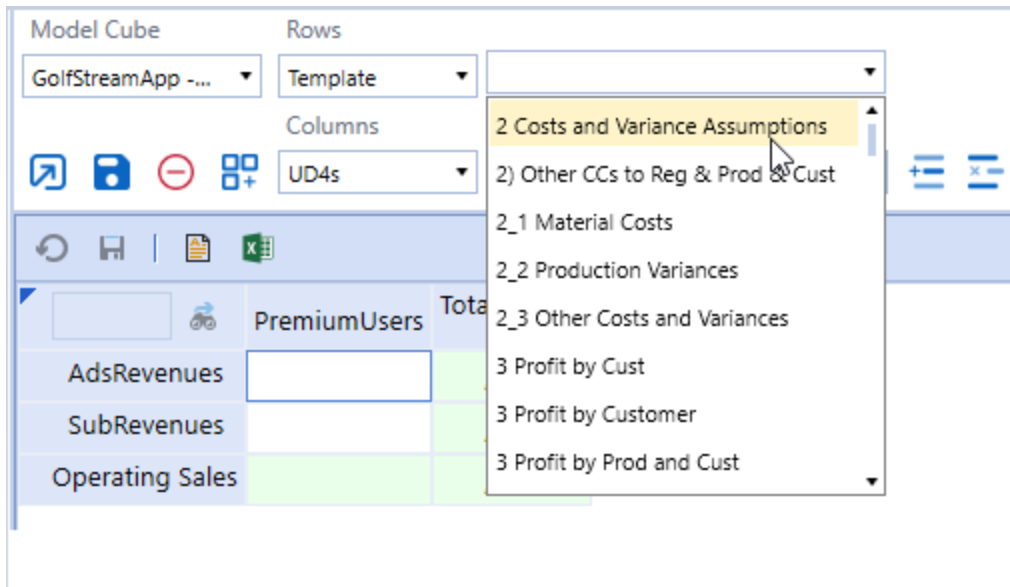 Model Cube
Rows
GolfStreamApp -...
Template
Columns
UD4s
2 Costs and Variance Assumptions
2) Other CCs to Reg & Prod & Cust
2_1 Material Costs
2_2 Production Variances
2_3 Other Costs and Variances
3 Profit by Cust
3 Profit by Customer
3 Profit by Prod and Cust
PremiumUsers
Tota
AdsRevenues
SubRevenues
Operating Sales